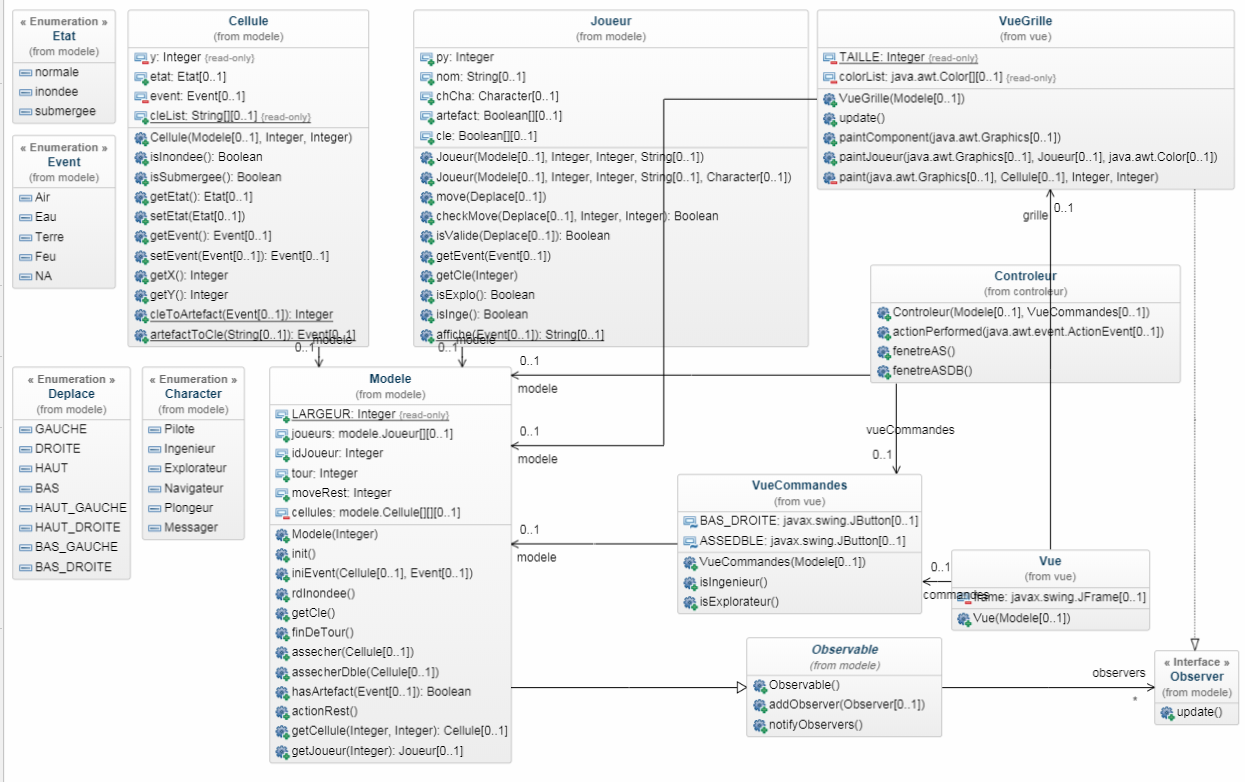 « Enumeration »
Etat
(from modele)
normale
inondee
submergee
« Enumeration »
Event
(from modele)
Air
Eau
Terre
Feu
NA
Cellule
(from modele)
y: Integer {read-only}
etat: Etat[0..1]
event: Event[0..1]
cleList: String[][0..1] {read-only}
Cellule(Modele[0..1], Integer, Integer)
isInondee(): Boolean
isSubmergee(): Boolean
getEtat(): Etat[0..1]
setEtat(Etat[0..1])
getEvent(): Event[0..1]
setEvent(Event[0..1]): Event[0..1]
getX(): Integer
getY(): Integer
cleToArtefact(Event[0..1]): Integer
artefactToCle(String[0..1]): Event[0..1]
modele
0..1
Joueur
(from modele)
py: Integer
nom: String[0..1]
chCha: Character[0..1]
artefact: Boolean[][0..1]
cle: Boolean[][0..1]
Joueur(Modele[0..1], Integer, Integer, String[0..1])
Joueur(Modele[0..1], Integer, Integer, String[0..1], Character[0..1])
move(Deplace[0..1])
checkMove(Deplace[0..1], Integer, Integer): Boolean
isValide(Deplace[0..1]): Boolean
getEvent(Event[0..1])
getCle(Integer)
isExplo(): Boolean
isInge(): Boolean
affiche(Event[0..1]): String[0..1]
modele
0..1
VueGrille
(from vue)
TAILLE: Integer {read-only}
colorList: java.awt.Color[][0..1] {read-only}
VueGrille(Modele[0..1])
update()
paintComponent(java.awt.Graphics[0..1])
paintJoueur(java.awt.Graphics[0..1], Joueur[0..1], java.awt.Color[0..1])
paint(java.awt.Graphics[0..1], Cellule[0..1], Integer, Integer)
0..1
grille
Controleur
(from controleur)
Controleur(Modele[0..1], VueCommandes[0..1])
actionPerformed(java.awt.event.ActionEvent[0..1])
fenetreAS()
fenetreASDB()
0..1
modele
vueCommandes
0..1
0..1
modele
« Enumeration »
Deplace
(from modele)
GAUCHE
DROITE
HAUT
BAS
HAUT_GAUCHE
HAUT_DROITE
BAS_GAUCHE
BAS_DROITE
« Enumeration »
Character
(from modele)
Pilote
Ingenieur
Explorateur
Navigateur
Plongeur
Messager
Modele
(from modele)
LARGEUR: Integer {read-only}
joueurs: modele.Joueur[][0..1]
idJoueur: Integer
tour: Integer
moveRest: Integer
cellules: modele.Cellule[][][0..1]
Modele(Integer)
init()
iniEvent(Cellule[0..1], Event[0..1])
rdInondee()
getCle()
finDeTour()
assecher(Cellule[0..1])
assecherDble(Cellule[0..1])
hasArtefact(Event[0..1]): Boolean
actionRest()
getCellule(Integer, Integer): Cellule[0..1]
getJoueur(Integer): Joueur[0..1]
0..1
modele
VueCommandes
(from vue)
BAS_DROITE: javax.swing.JButton[0..1]
ASSEDBLE: javax.swing.JButton[0..1]
VueCommandes(Modele[0..1])
isIngenieur()
isExplorateur()
0..1
commandes
Vue
(from vue)
frame: javax.swing.JFrame[0..1]
Vue(Modele[0..1])
Observable
(from modele)
Observable()
addObserver(Observer[0..1])
notifyObservers()
observers
*
« Interface »
Observer
(from modele)
update()